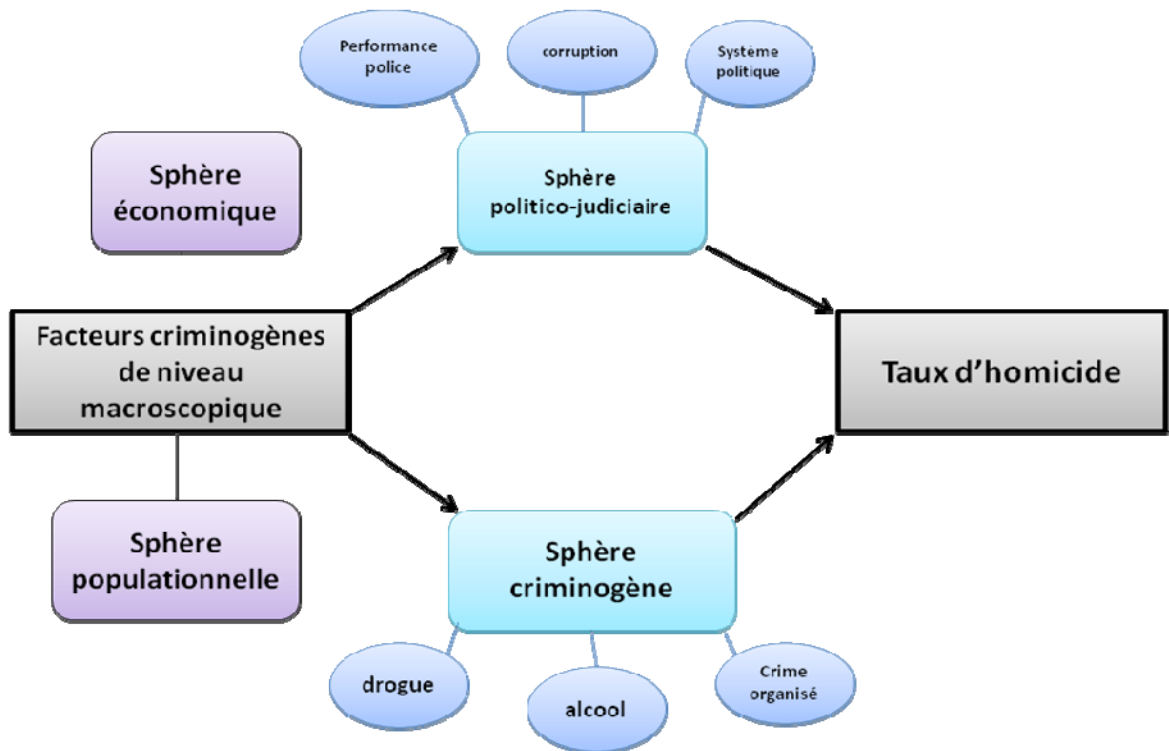 Performance
police
corruption
Système
politique
Sphère
économique
Sphère
politico-judiciaire
Facteurs criminogènes
de niveau
macroscopique
Taux d’homicide
Sphère
populationnelle
Sphère
criminogène
drogue
alcool
Crime
organisé